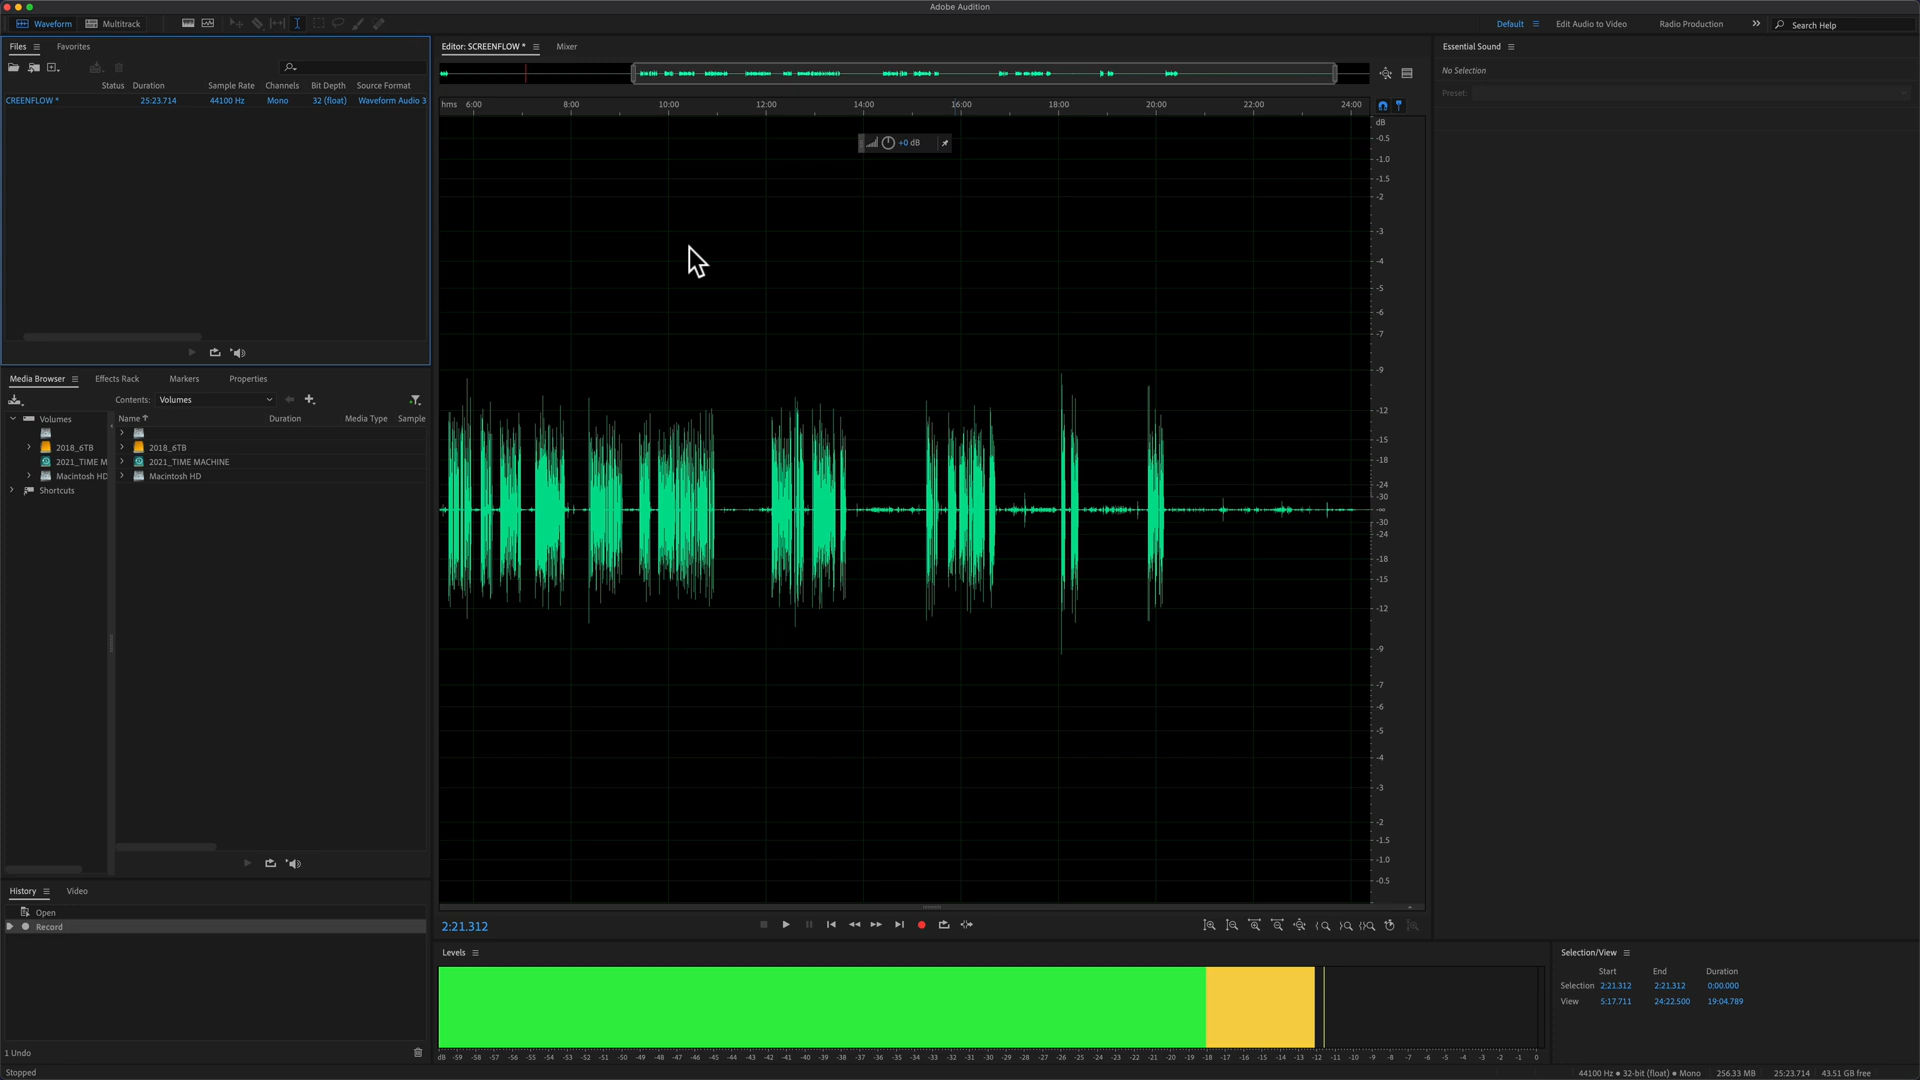 Adobe Audition
Waveform Multitrack Default Edit Audio to Video Radio Production Search Help
Files Favorites
Status Duration Sample Rate Channels Bit Depth Source Format
CREENFLOW * 25:23.714 44100 Hz Mono 32 (float) Waveform Audio 3
Media Browser Effects Rack Markers Properties
Contents: Volumes
Volumes Name Duration Media Type Sample
2018_6TB 2018_6TB
2021_TIME M 2021_TIME MACHINE
Macintosh HD Macintosh HD
Shortcuts
History Video
Open
Record
1 Undo
Stopped
Editor: SCREENFLOW * Mixer
hms 6:00 8:00 10:00 12:00 14:00 16:00 18:00 20:00 22:00 24:00
+0 dB
dB
-0.5
-1.0
-1.5
-2
-3
-4
-5
-6
-7
-9
-12
-15
-18
-24
-30
-∞
-30
-24
-18
-15
-12
-9
-7
-6
-5
-4
-3
-2
-1.5
-1.0
-0.5
2:21.312
Levels
dB -59 -58 -57 -56 -55 -54 -53 -52 -51 -50 -49 -48 -47 -46 -45 -44 -43 -42 -41 -40 -39 -38 -37 -36 -35 -34 -33 -32 -31 -30 -29 -28 -27 -26 -25 -24 -23 -22 -21 -20 -19 -18 -17 -16 -15 -14 -13 -12 -11 -10 -9 -8 -7 -6 -5 -4 -3 -2 -1 0
Essential Sound
No Selection
Preset:
Selection/View
Start End Duration
Selection 2:21.312 2:21.312 0:00.000
View 5:17.711 24:22.500 19:04.789
44100 Hz • 32-bit (float) • Mono 256.33 MB 25:23.714 43.51 GB free